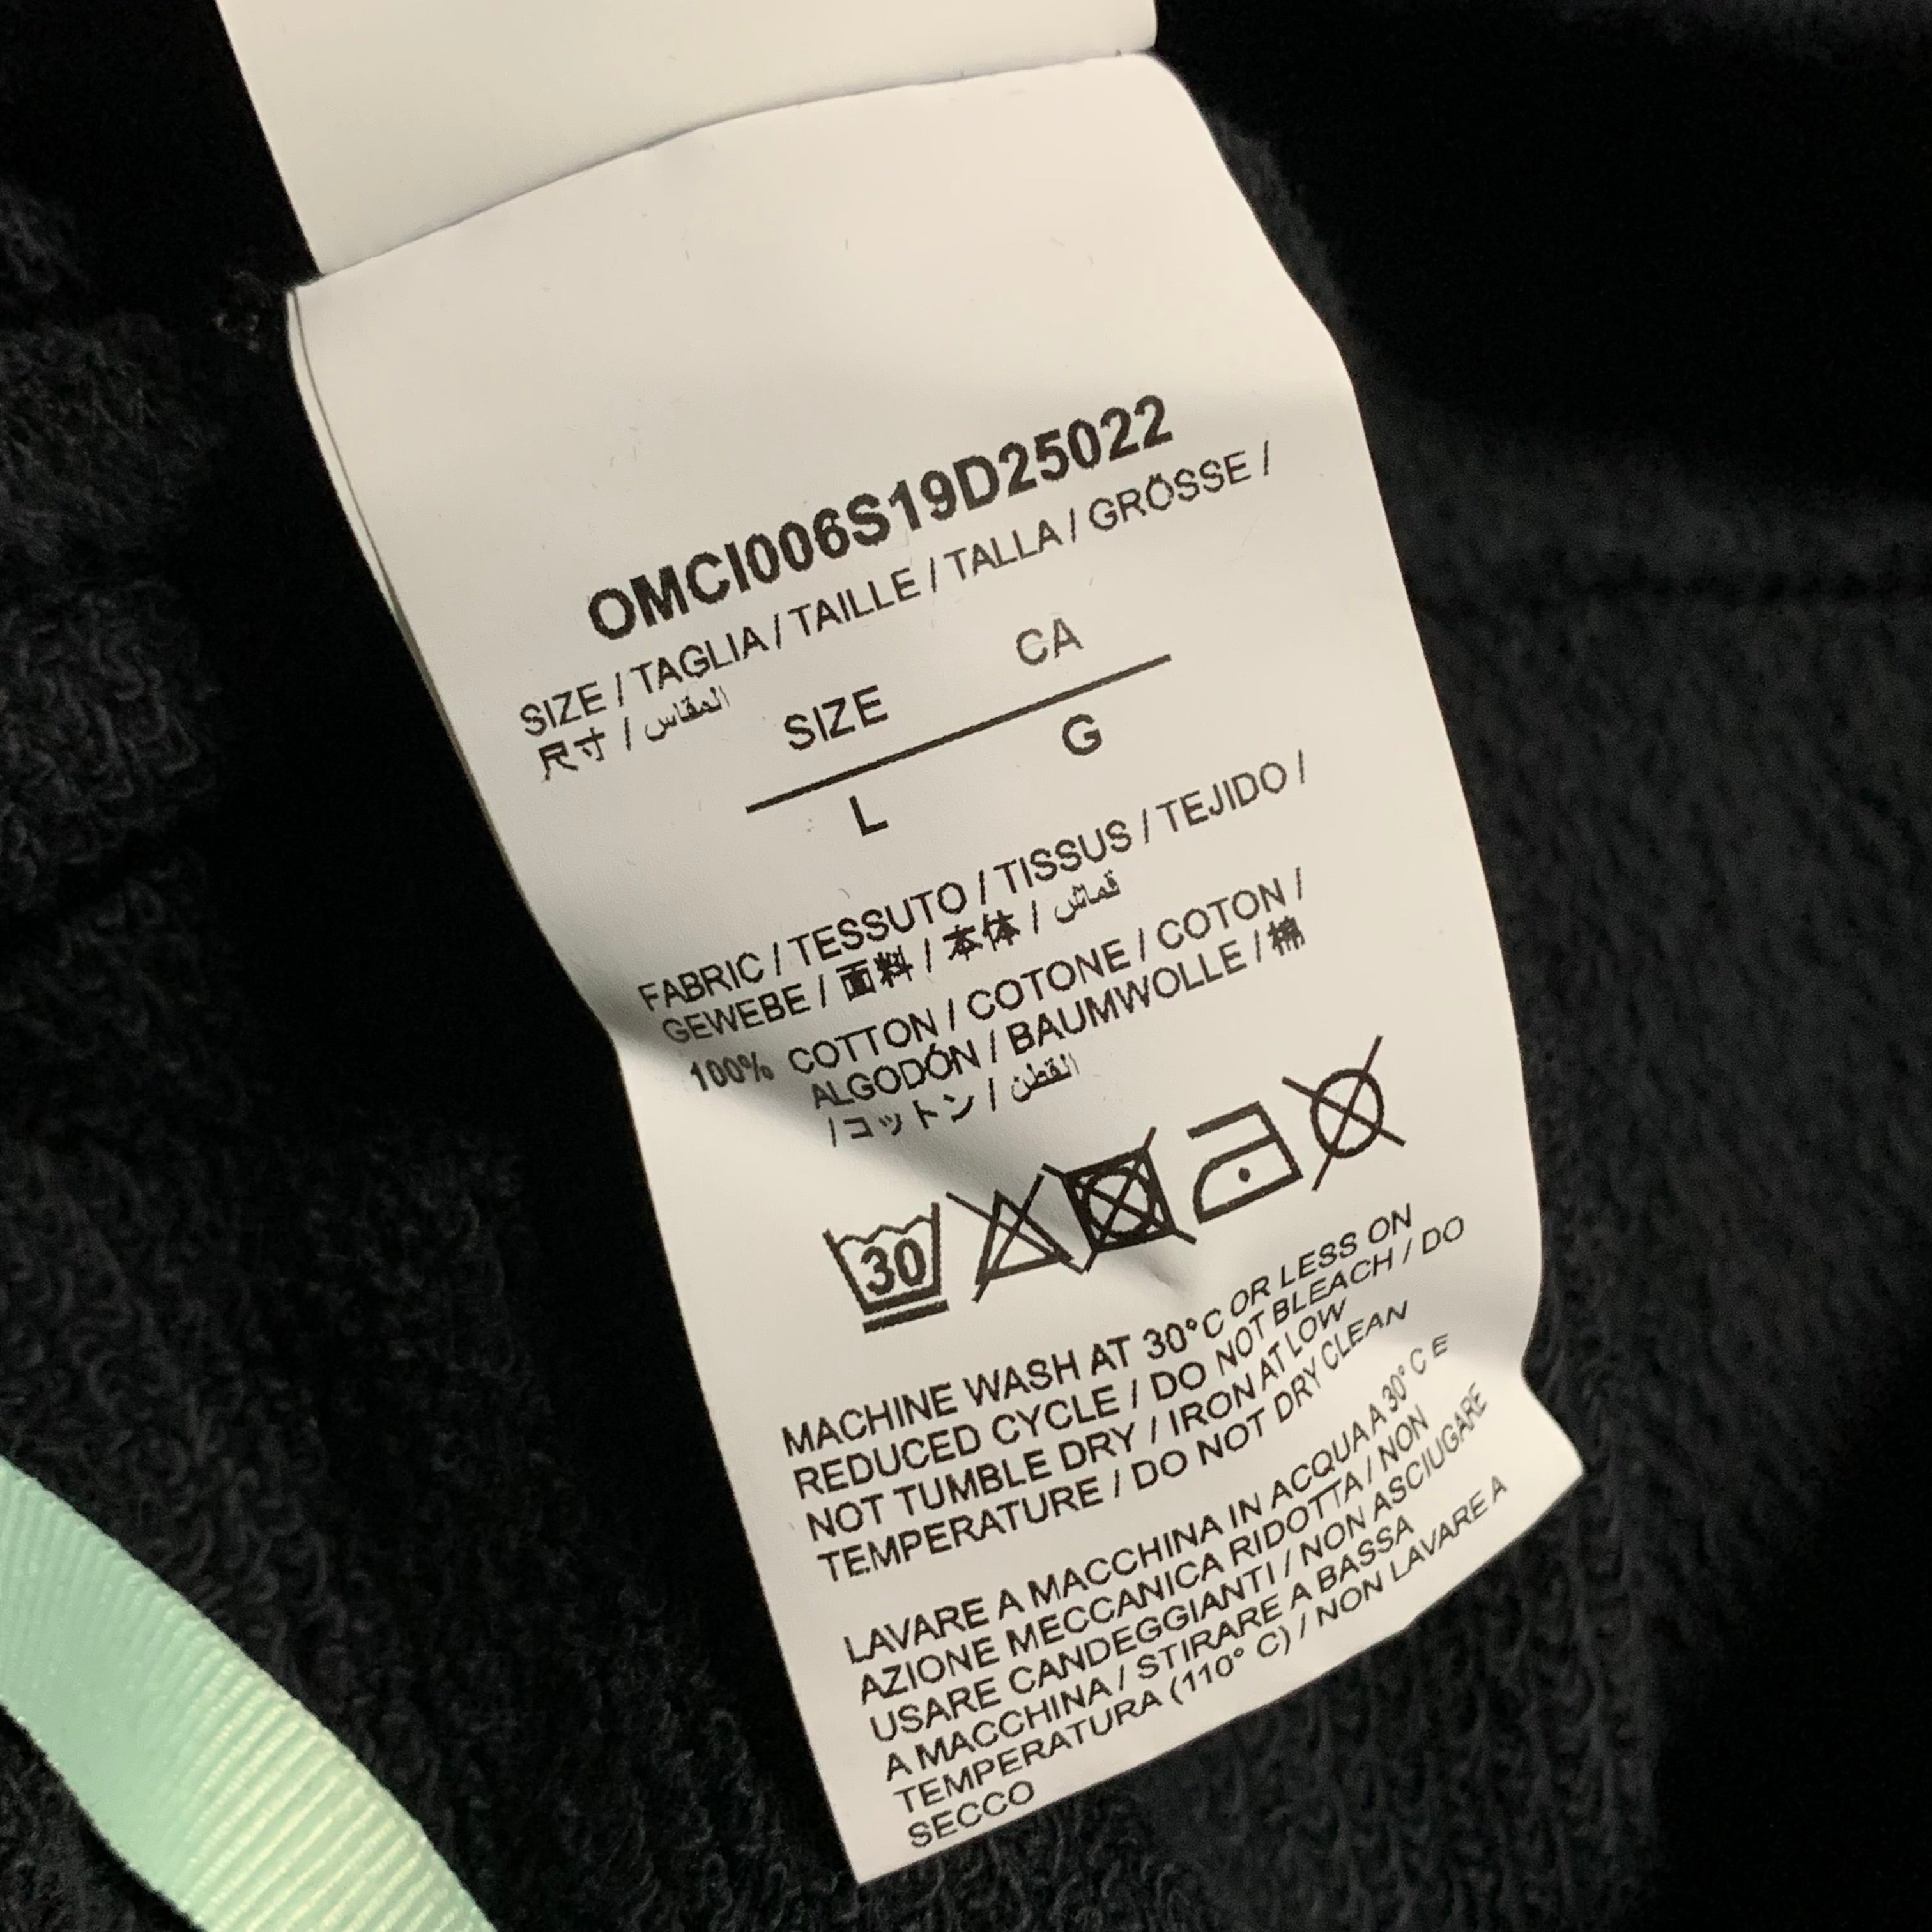 OMCI006S19D25022
SIZE / TAGLIA / TAILLE / TALLA / GRÖSSE /
尺寸 / المقاس
SIZE CA
L G
FABRIC / TESSUTO / TISSUS / TEJIDO /
GEWEBE / 面料 / 本体 / قماش
100% COTTON / COTONE / COTON /
ALGODÓN / BAUMWOLLE / 棉
/ コットン / القطن
30
MACHINE WASH AT 30°C OR LESS ON
REDUCED CYCLE / DO NOT BLEACH / DO
NOT TUMBLE DRY / IRON AT LOW
TEMPERATURE / DO NOT DRY CLEAN
LAVARE A MACCHINA IN ACQUA A 30° C E
AZIONE MECCANICA RIDOTTA / NON
USARE CANDEGGIANTI / NON ASCIUGARE
A MACCHINA / STIRARE A BASSA
TEMPERATURA (110° C) / NON LAVARE A
SECCO